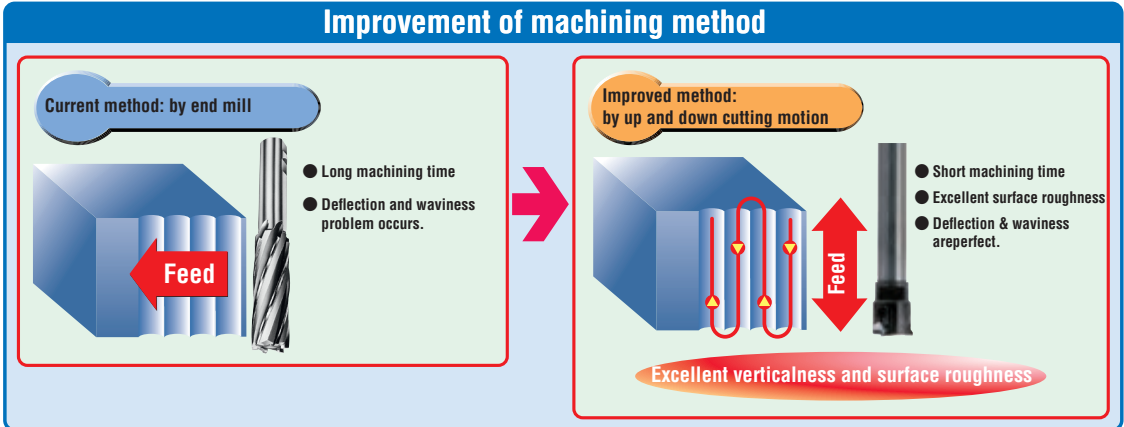 Improvement of machining method
Current method: by end mill
● Long machining time
● Deflection and waviness
problem occurs.
Feed
Improved method:
by up and down cutting motion
● Short machining time
● Excellent surface roughness
● Deflection & waviness
areperfect.
Feed
Excellent verticalness and surface roughness